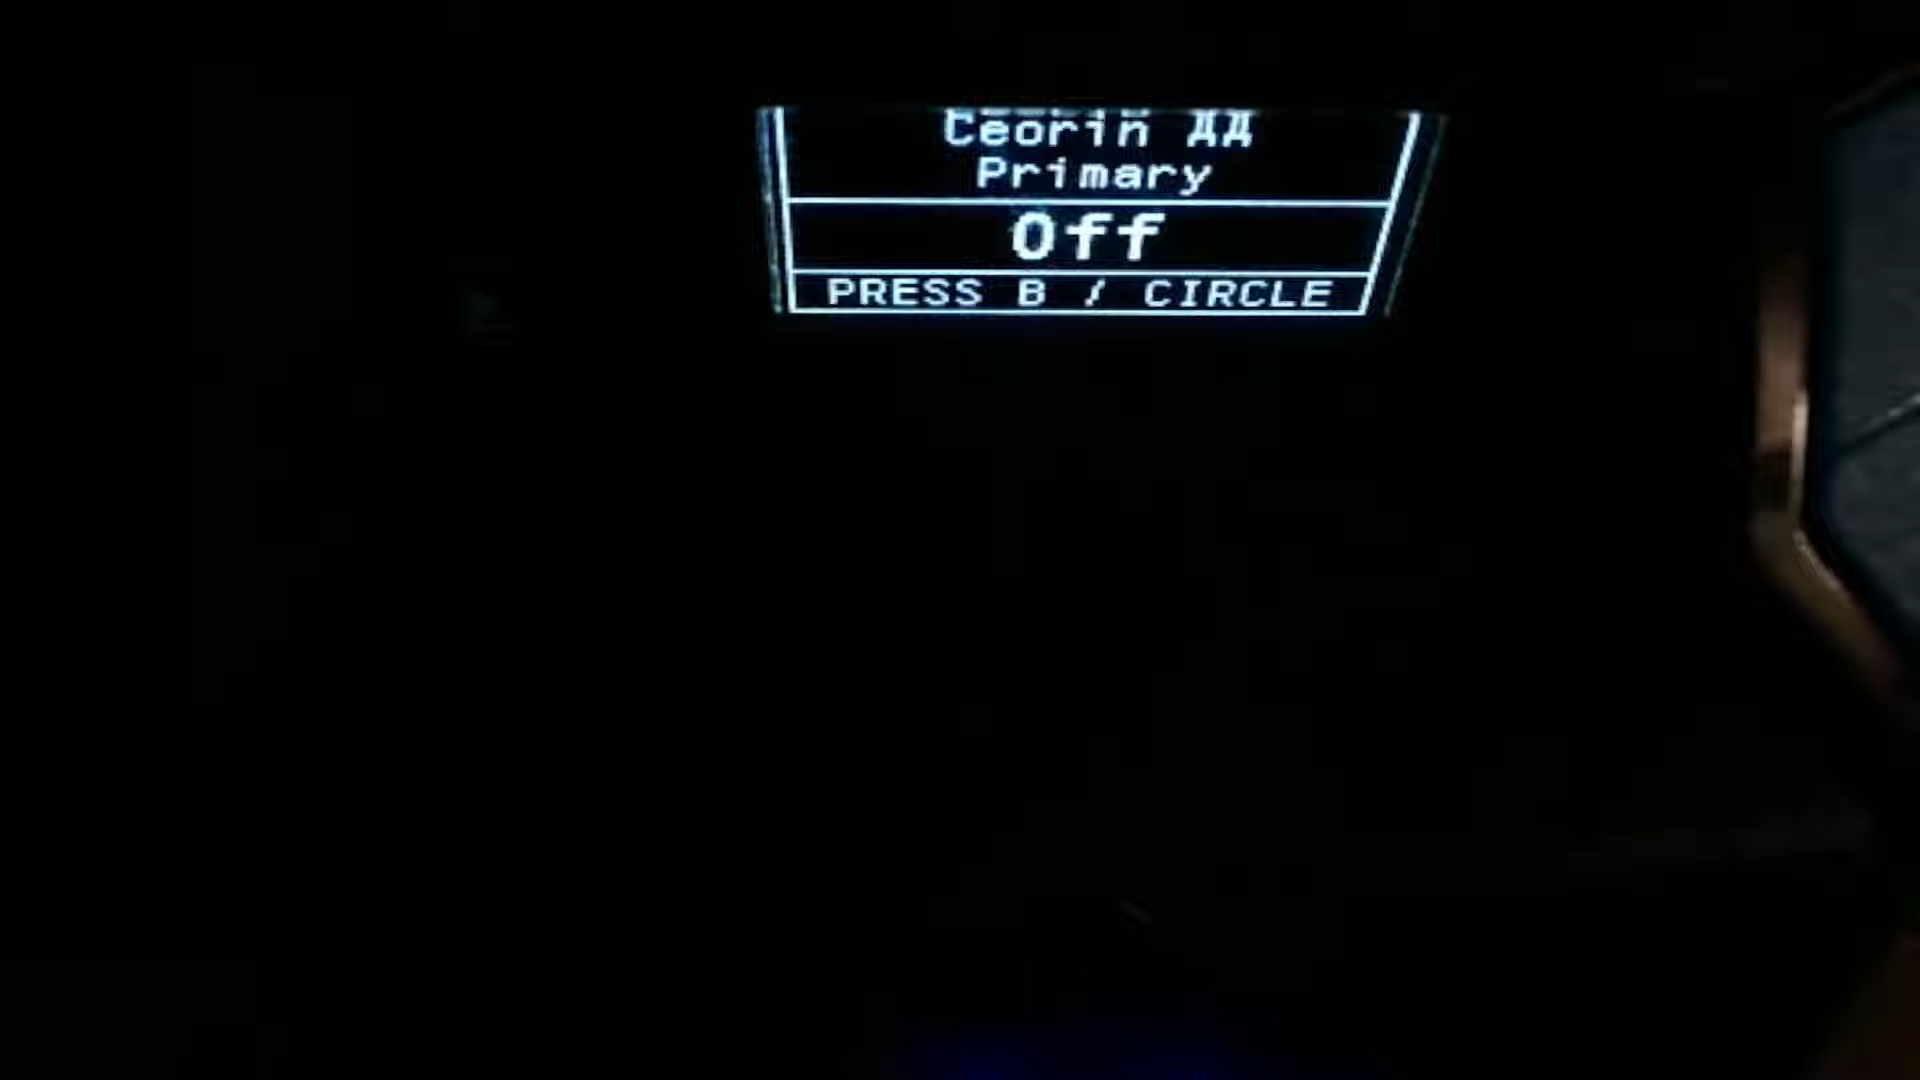 Ceorin ДД
Primary
Off
PRESS B / CIRCLE